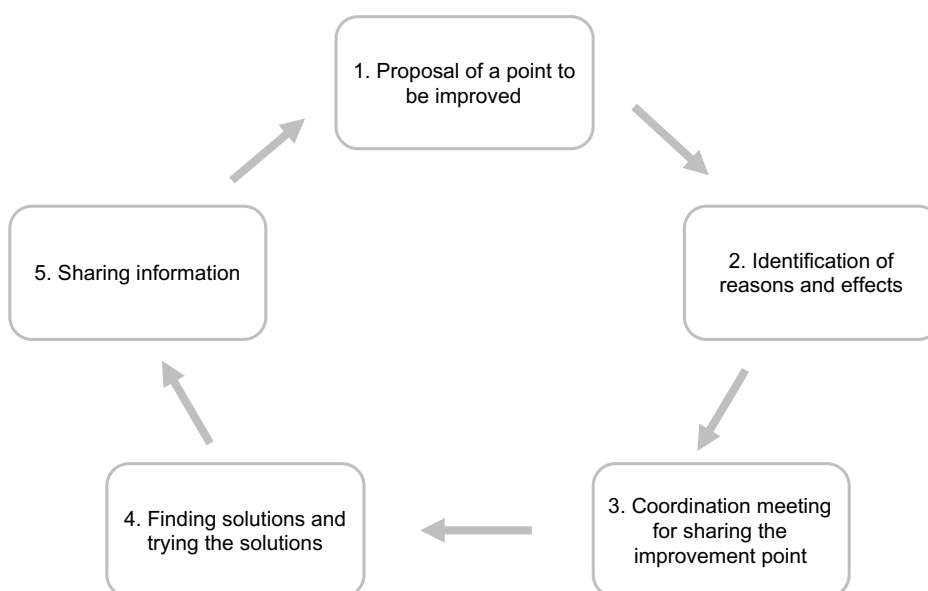 1. Proposal of a point to
be improved
2. Identification of
reasons and effects
3. Coordination meeting
for sharing the
improvement point
4. Finding solutions and
trying the solutions
5. Sharing information